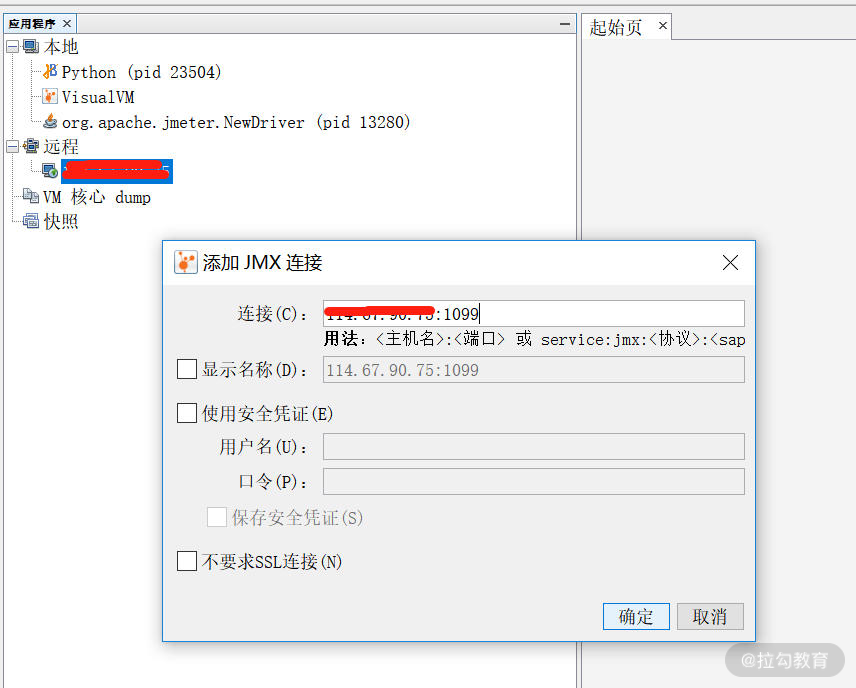 应用程序
起始页
本地
Python (pid 23504)
VisualVM
org.apache.jmeter.NewDriver (pid 13280)
远程
VM 核心 dump
快照
添加 JMX 连接
连接(C): :1099
用法: <主机名>:<端口> 或 service:jmx:<协议>:<sap
显示名称(D): 114.67.90.75:1099
使用安全凭证(E)
用户名(U):
口令(P):
保存安全凭证(S)
不要求SSL连接(N)
确定 取消
@拉勾教育